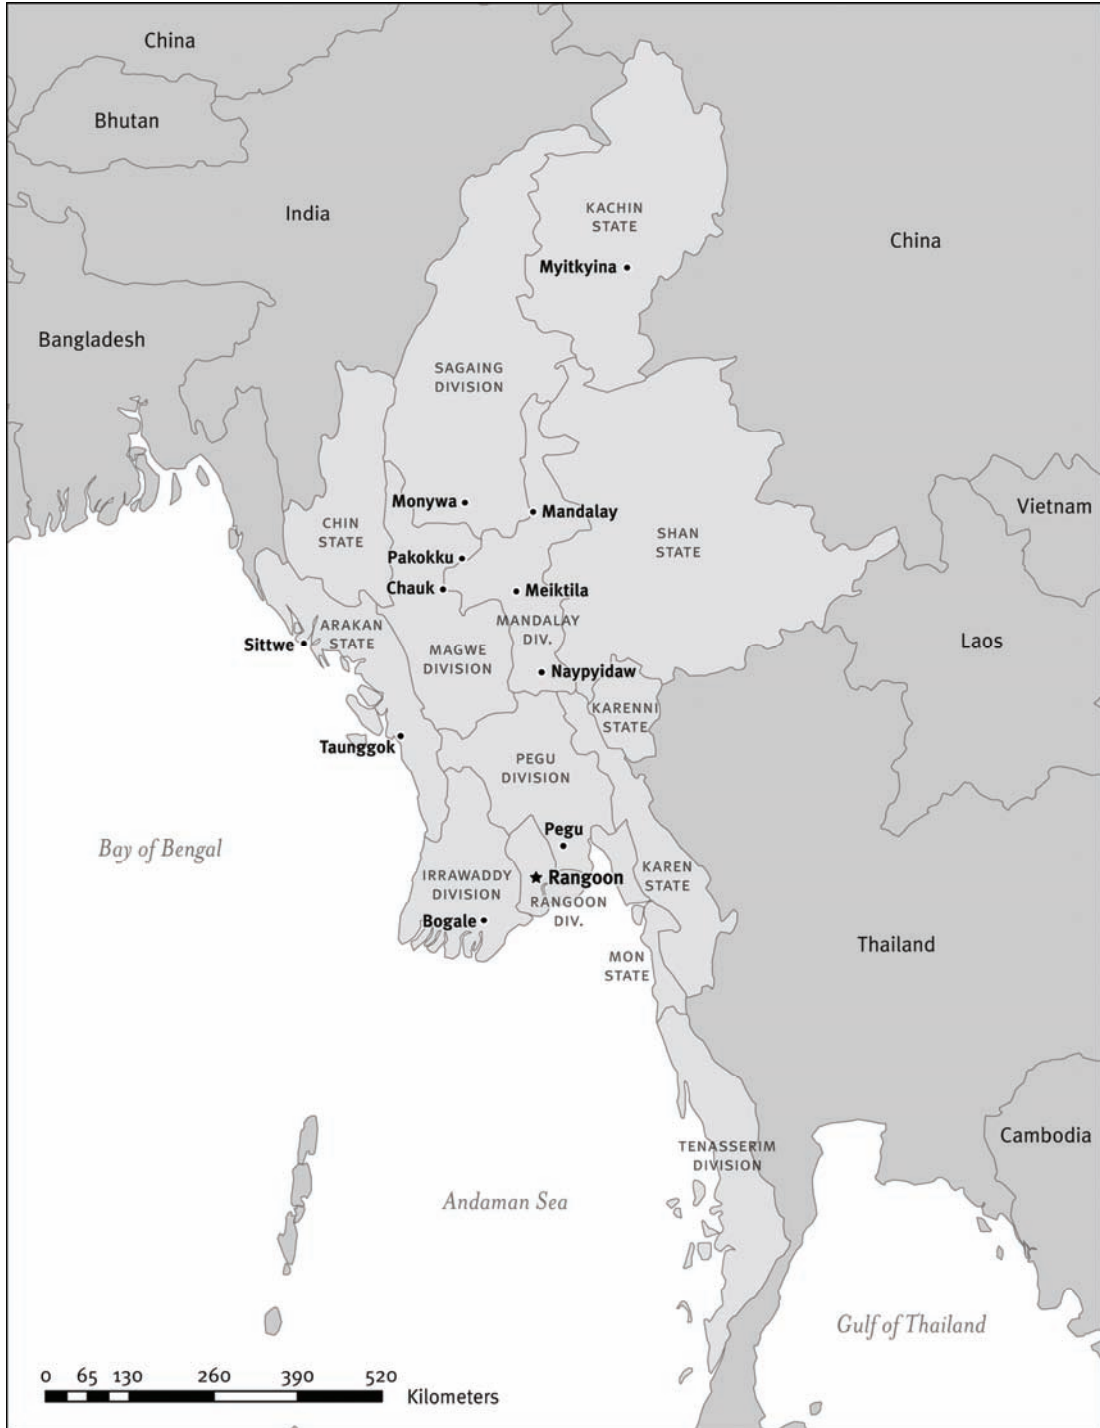 China
Bhutan
India
KACHIN
STATE
China
Myitkyina
Bangladesh
SAGAING
DIVISION
Monywa
Mandalay
Vietnam
CHIN
STATE
SHAN
STATE
Pakokku
Chauk
Meiktila
ARAKAN
STATE
MANDALAY
DIV.
Sittwe
MAGWE
DIVISION
Laos
Naypyidaw
KARENNI
STATE
Taunggok
PEGU
DIVISION
Pegu
Bay of Bengal
IRRAWADDY
DIVISION
Rangoon
KAREN
STATE
RANGOON
DIV.
Bogale
MON
STATE
Thailand
TENASSERIM
DIVISION
Cambodia
Andaman Sea
Gulf of Thailand
0 65 130 260 390 520
Kilometers